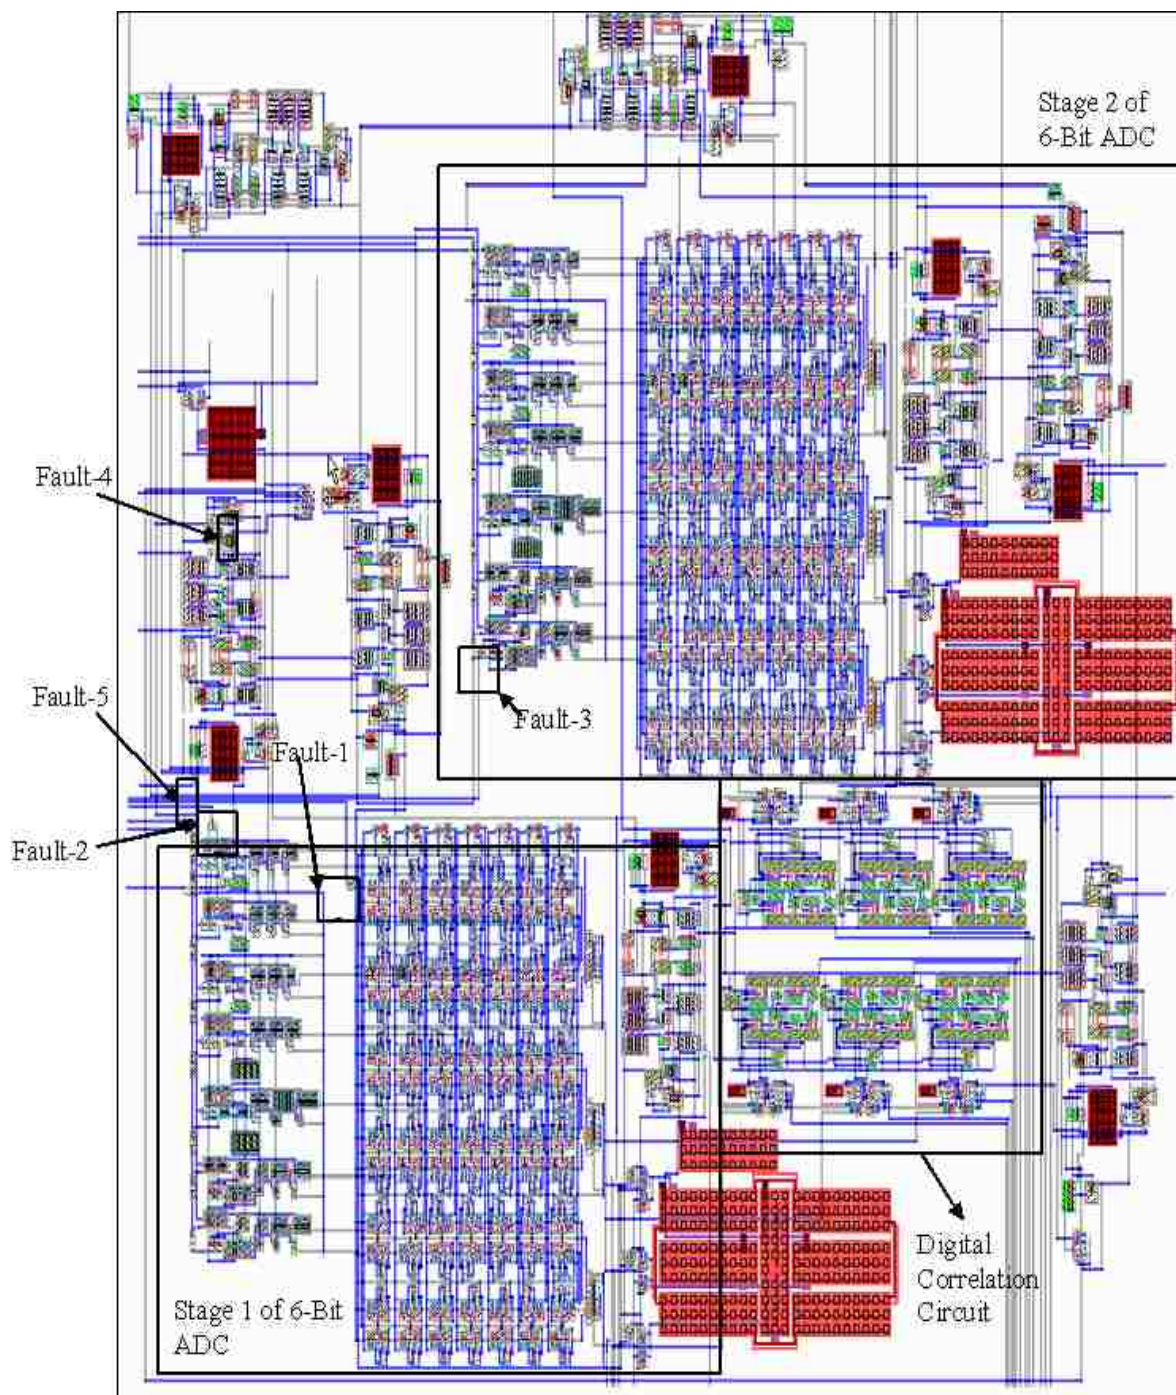 Stage 2 of
6-Bit ADC
Fault-4
Fault-5
Fault-3
Fault-1
Fault-2
Digital
Correlation
Circuit
Stage 1 of 6-Bit
ADC